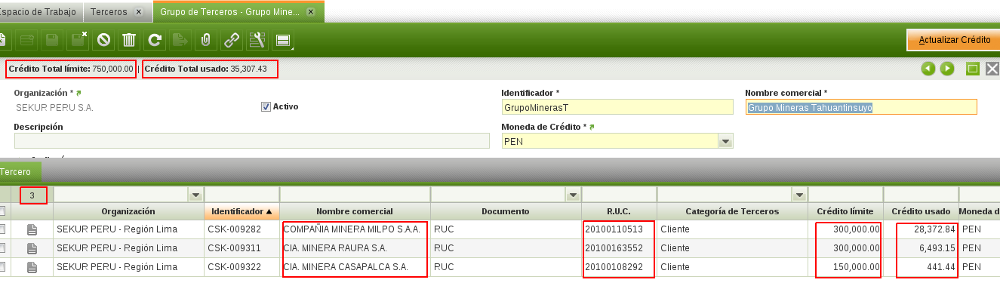 Espacio de Trabajo Terceros x Grupo de Terceros - Grupo Mine... x
Actualizar Crédito
Crédito Total límite: 750,000.00 | Crédito Total usado: 35,307.43
Organización * Activo Identificador * Nombre comercial *
SEKUR PERU S.A. GrupoMinerasT Grupo Mineras Tahuantinsuyo
Descripción Moneda de Crédito *
PEN
Tercero
3
Organización Identificador ▲ Nombre comercial Documento R.U.C. Categoría de Terceros Crédito límite Crédito usado Moneda d
SEKUR PERU - Región Lima CSK-009282 COMPAÑIA MINERA MILPO S.A.A. RUC 20100110513 Cliente 300,000.00 28,372.84 PEN
SEKUR PERU - Región Lima CSK-009311 CIA. MINERA RAURA S.A. RUC 20100163552 Cliente 300,000.00 6,493.15 PEN
SEKUR PERU - Región Lima CSK-009322 CIA. MINERA CASAPALCA S.A. RUC 20100108292 Cliente 150,000.00 441.44 PEN